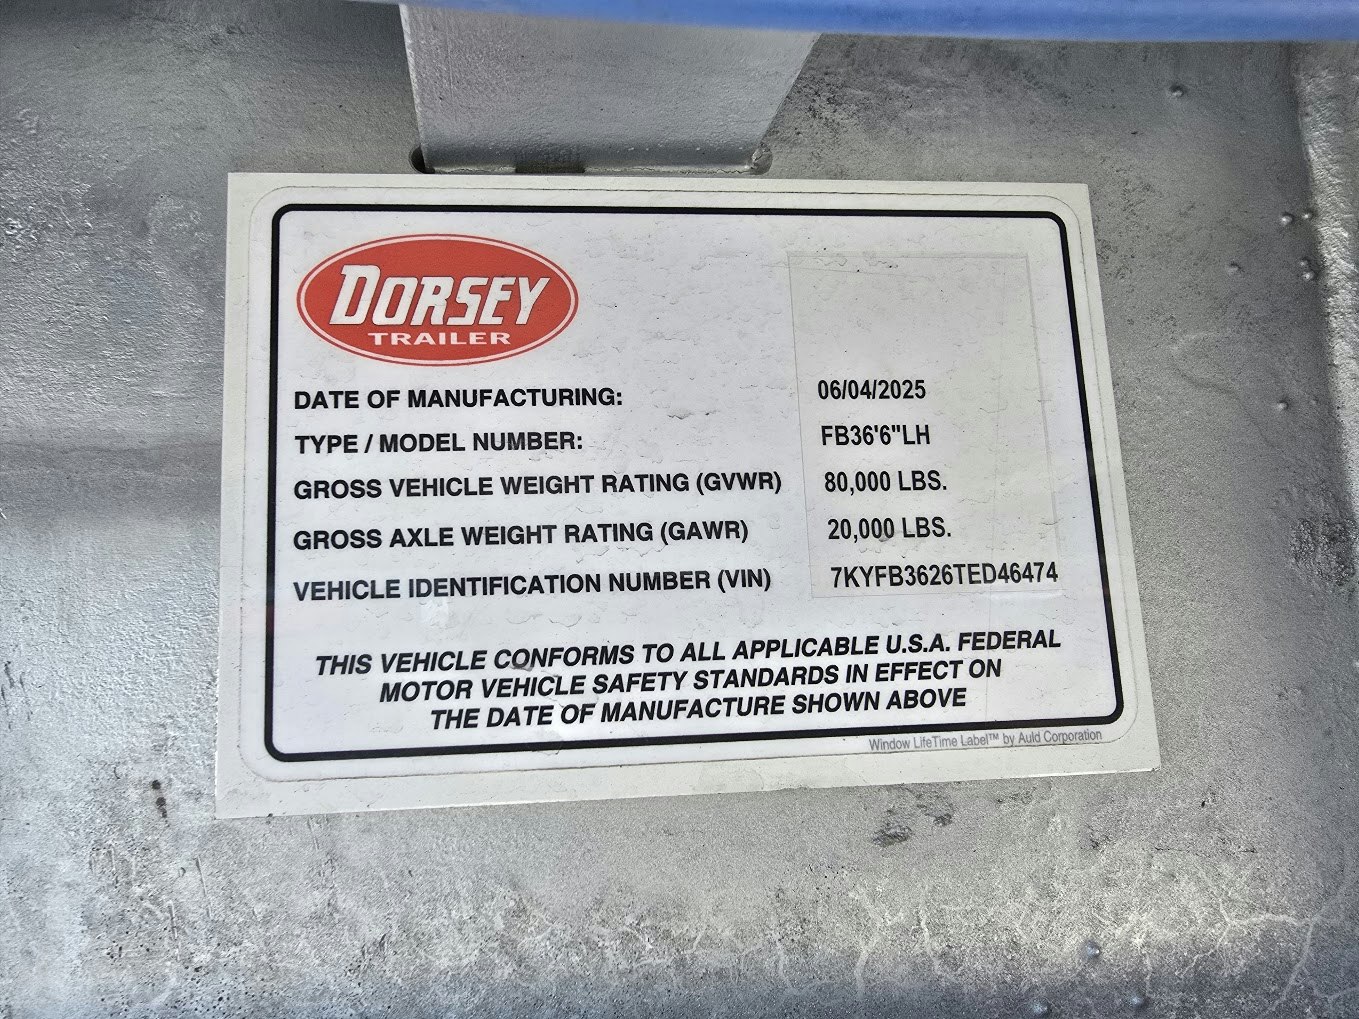 DORSEY
TRAILER
DATE OF MANUFACTURING: 06/04/2025
TYPE / MODEL NUMBER: FB36'6"LH
GROSS VEHICLE WEIGHT RATING (GVWR) 80,000 LBS.
GROSS AXLE WEIGHT RATING (GAWR) 20,000 LBS.
VEHICLE IDENTIFICATION NUMBER (VIN) 7KYFB3626TED46474
THIS VEHICLE CONFORMS TO ALL APPLICABLE U.S.A. FEDERAL
MOTOR VEHICLE SAFETY STANDARDS IN EFFECT ON
THE DATE OF MANUFACTURE SHOWN ABOVE
Window LifeTime Label™ by Auld Corporation